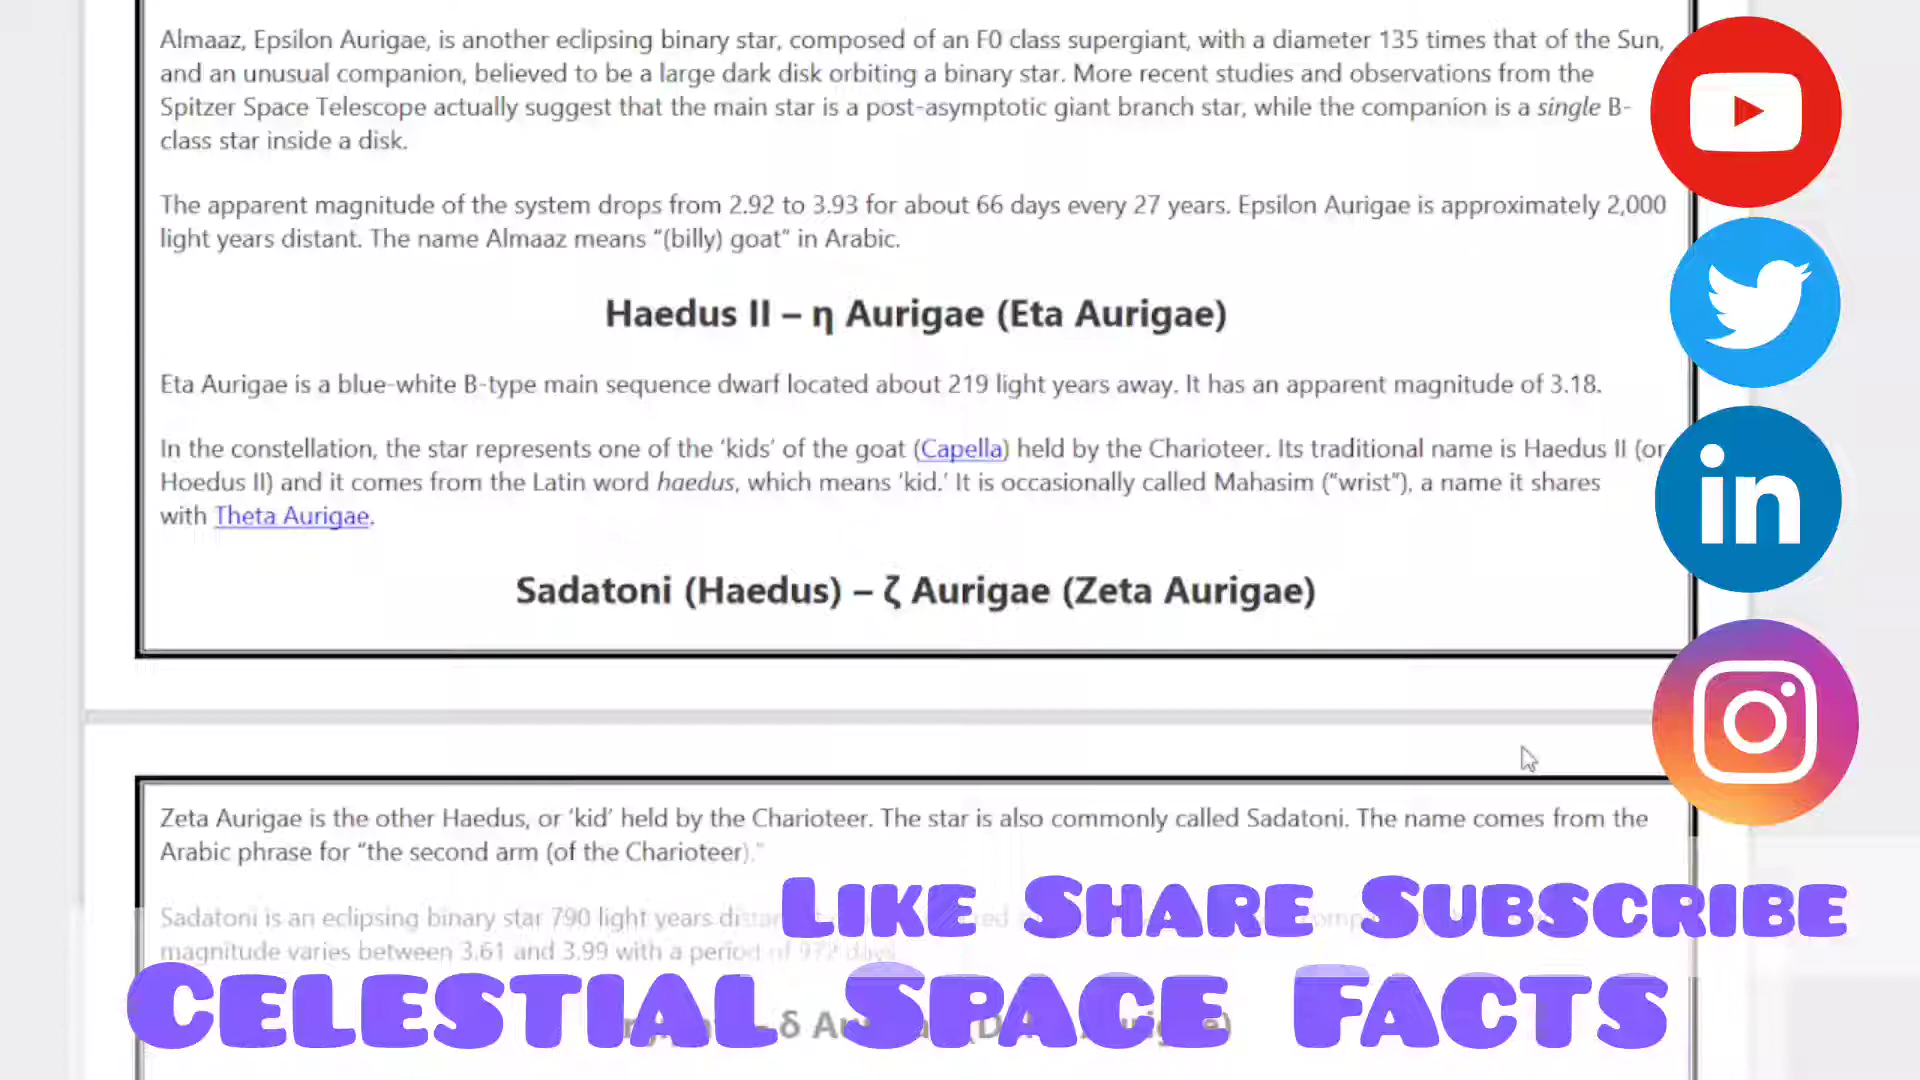 Almaaz, Epsilon Aurigae, is another eclipsing binary star, composed of an F0 class supergiant, with a diameter 135 times that of the Sun,
and an unusual companion, believed to be a large dark disk orbiting a binary star. More recent studies and observations from the
Spitzer Space Telescope actually suggest that the main star is a post-asymptotic giant branch star, while the companion is a single B-
class star inside a disk.
The apparent magnitude of the system drops from 2.92 to 3.93 for about 66 days every 27 years. Epsilon Aurigae is approximately 2,000
light years distant. The name Almaaz means “(billy) goat” in Arabic.
Haedus II – η Aurigae (Eta Aurigae)
Eta Aurigae is a blue-white B-type main sequence dwarf located about 219 light years away. It has an apparent magnitude of 3.18.
In the constellation, the star represents one of the ‘kids’ of the goat (Capella) held by the Charioteer. Its traditional name is Haedus II (or
Hoedus II) and it comes from the Latin word haedus, which means ‘kid.’ It is occasionally called Mahasim (“wrist”), a name it shares
with Theta Aurigae.
in
Sadatoni (Haedus) – ζ Aurigae (Zeta Aurigae)
Zeta Aurigae is the other Haedus, or ‘kid’ held by the Charioteer. The star is also commonly called Sadatoni. The name comes from the
Arabic phrase for “the second arm (of the Charioteer).”
Sadatoni is an eclipsing binary star 790 light years
magnitude varies between 3.61 and 3.99 with a period of 972 days
Like Share Subscribe
δ
Celestial Space Facts